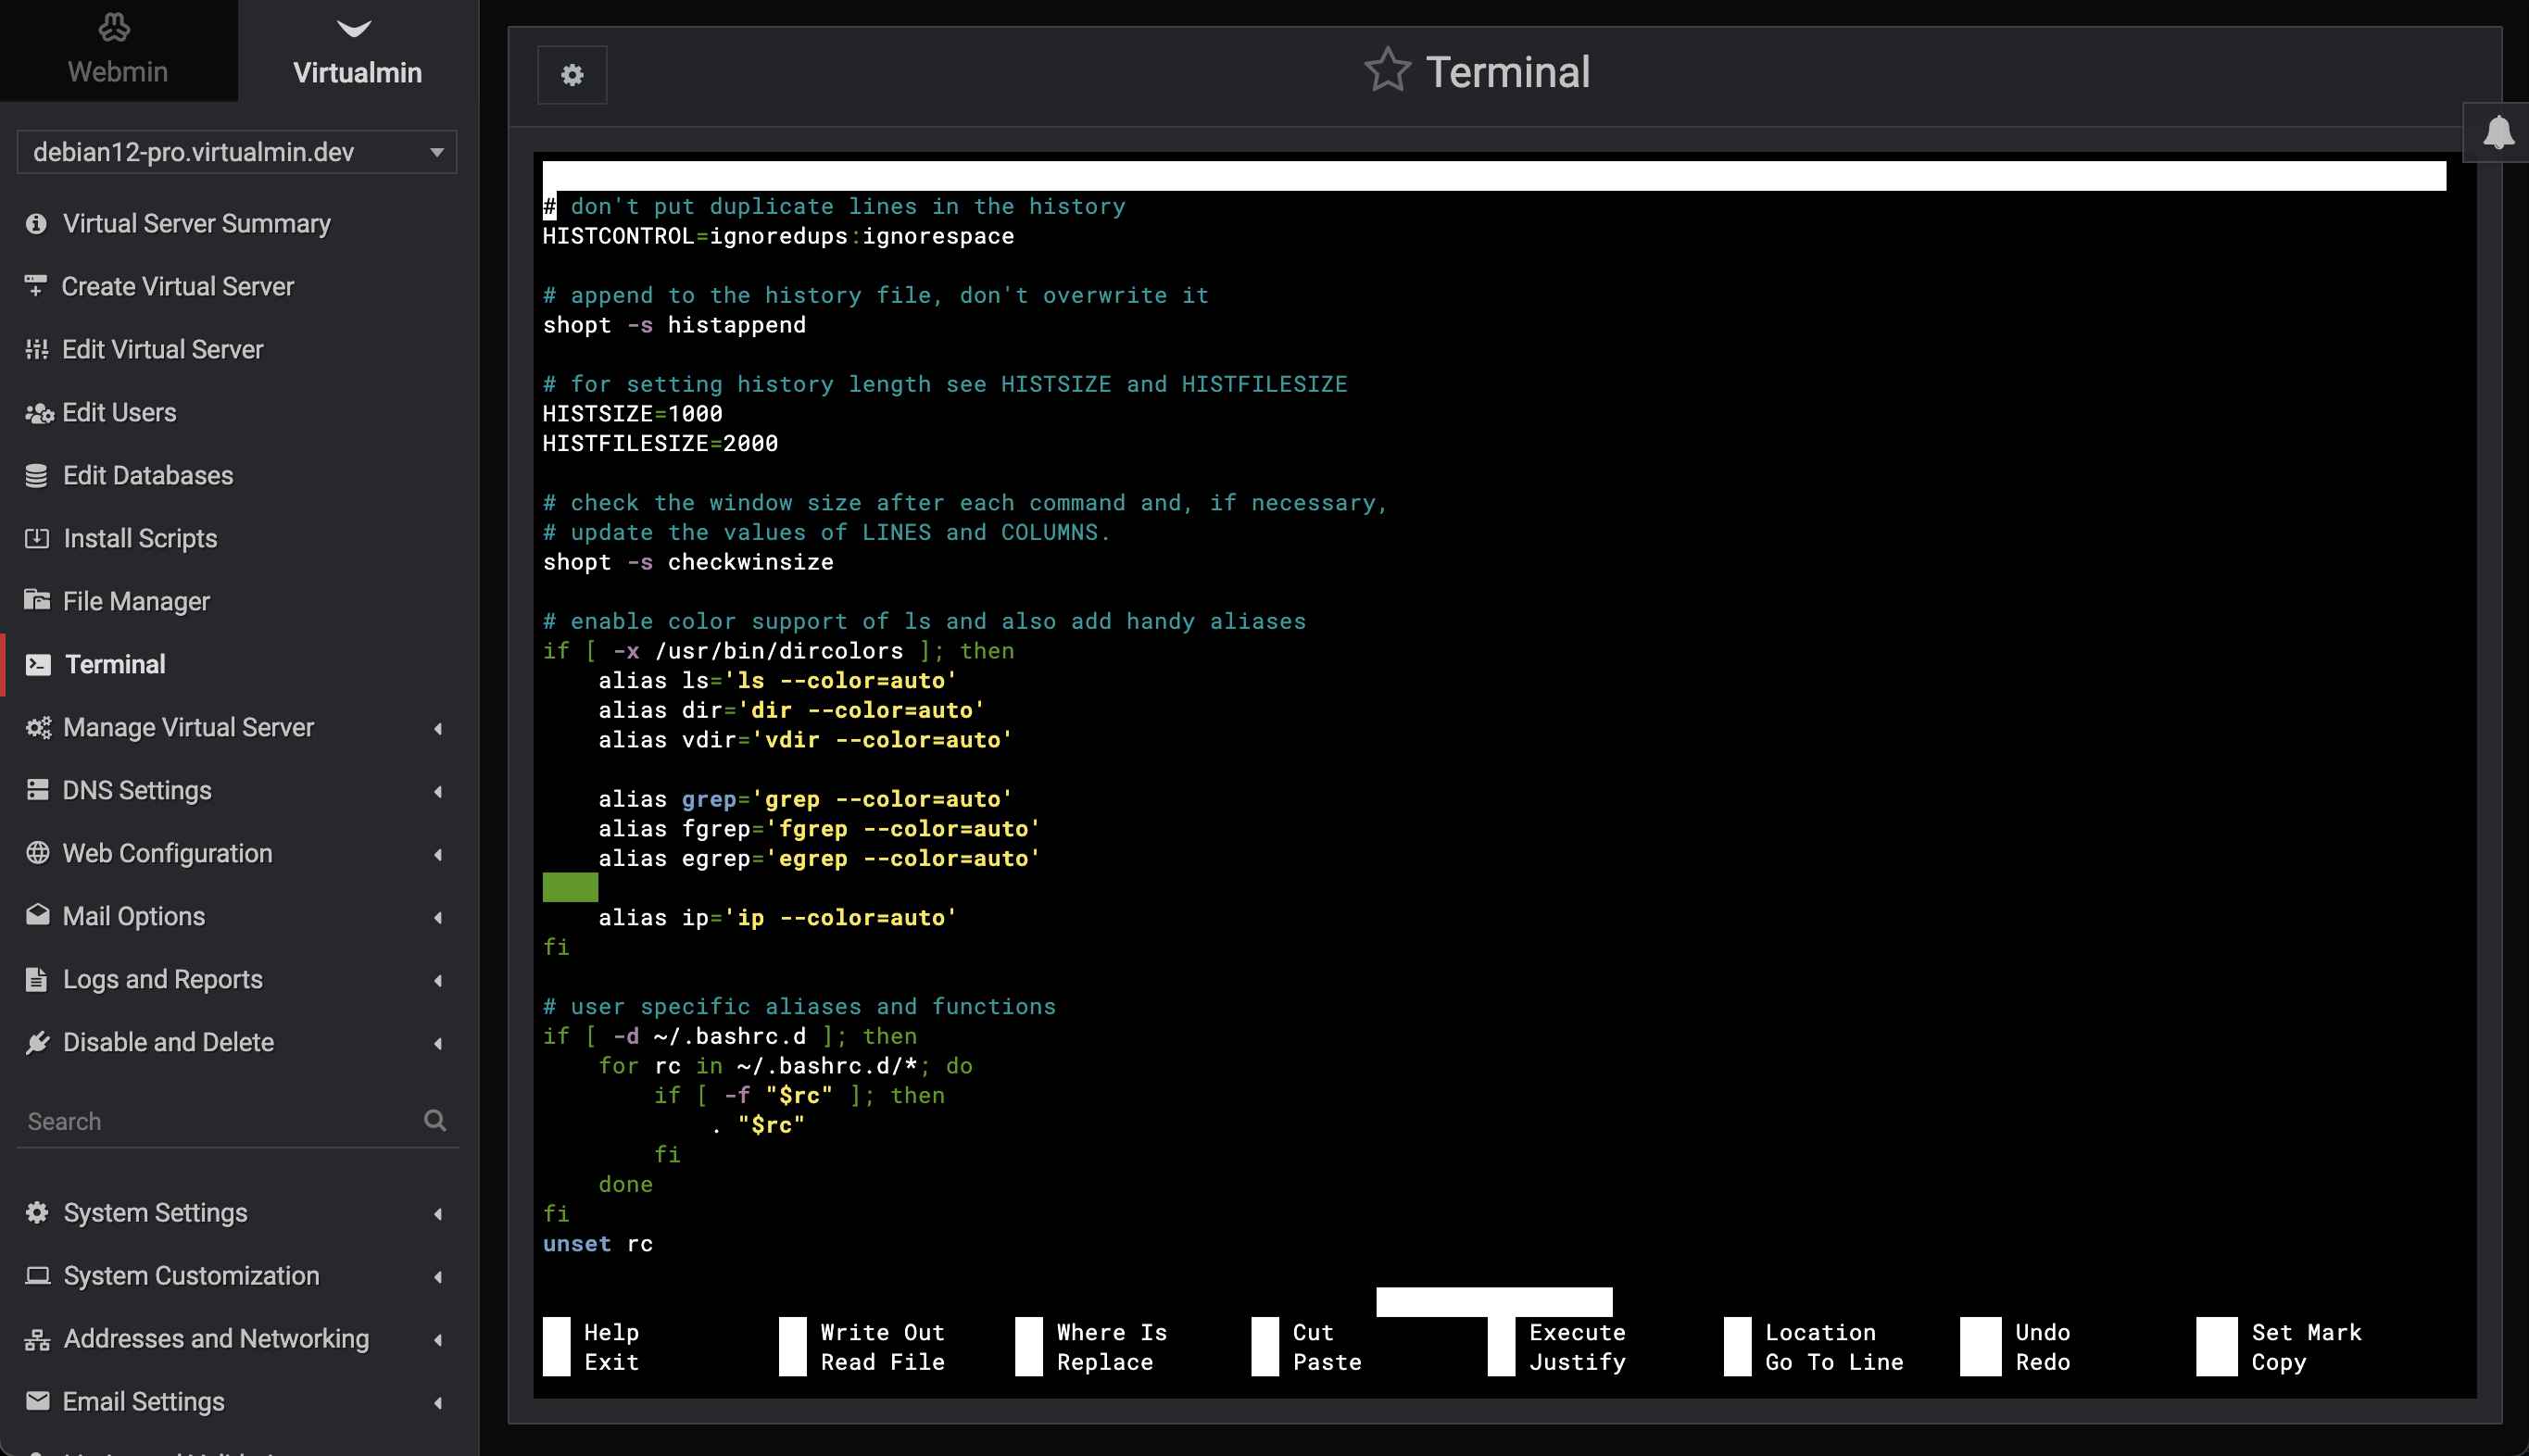 Webmin
Virtualmin
debian12-pro.virtualmin.dev
Virtual Server Summary
Create Virtual Server
Edit Virtual Server
Edit Users
Edit Databases
Install Scripts
File Manager
Terminal
Manage Virtual Server
DNS Settings
Web Configuration
Mail Options
Logs and Reports
Disable and Delete
Search
System Settings
System Customization
Addresses and Networking
Email Settings
Terminal
# don't put duplicate lines in the history
HISTCONTROL=ignoredups:ignorespace
# append to the history file, don't overwrite it
shopt -s histappend
# for setting history length see HISTSIZE and HISTFILESIZE
HISTSIZE=1000
HISTFILESIZE=2000
# check the window size after each command and, if necessary,
# update the values of LINES and COLUMNS.
shopt -s checkwinsize
# enable color support of ls and also add handy aliases
if [ -x /usr/bin/dircolors ]; then
    alias ls='ls --color=auto'
    alias dir='dir --color=auto'
    alias vdir='vdir --color=auto'
    alias grep='grep --color=auto'
    alias fgrep='fgrep --color=auto'
    alias egrep='egrep --color=auto'
    alias ip='ip --color=auto'
fi
# user specific aliases and functions
if [ -d ~/.bashrc.d ]; then
    for rc in ~/.bashrc.d/*; do
        if [ -f "$rc" ]; then
            . "$rc"
        fi
    done
fi
unset rc
Help Write Out Where Is Cut Execute Location Undo Set Mark
Exit Read File Replace Paste Justify Go To Line Redo Copy